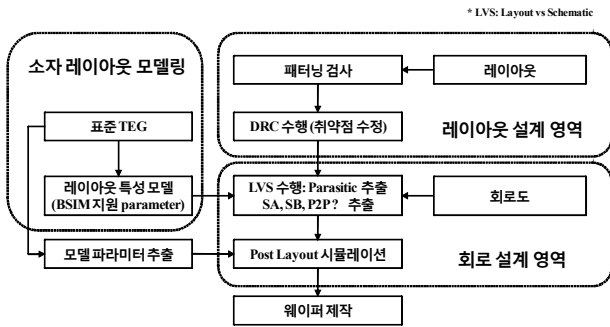 * LVS: Layout vs Schematic
소자 레이아웃 모델링
표준 TEG
레이아웃 특성 모델
(BSIM 지원 parameter)
모델 파라미터 추출
패터닝 검사
레이아웃
DRC 수행 (취약점 수정)
레이아웃 설계 영역
LVS 수행: Parasitic 추출
SA, SB, P2P? 추출
회로도
Post Layout 시뮬레이션
회로 설계 영역
웨이퍼 제작